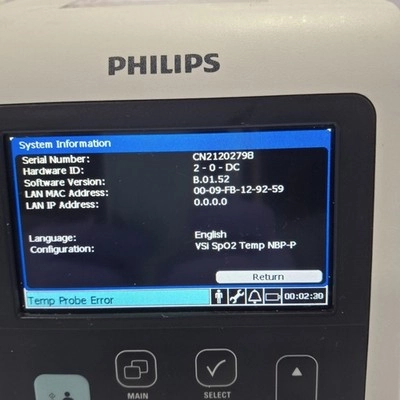 PHILIPS
System Information
Serial Number: CN21202798
Hardware ID: 2 - 0 - DC
Software Version: B.01.52
LAN MAC Address: 00-09-FB-12-92-59
LAN IP Address: 0.0.0.0
Language: English
Configuration: VSI SpO2 Temp NBP-P
Return
Temp Probe Error 00:02:30
MAIN SELECT